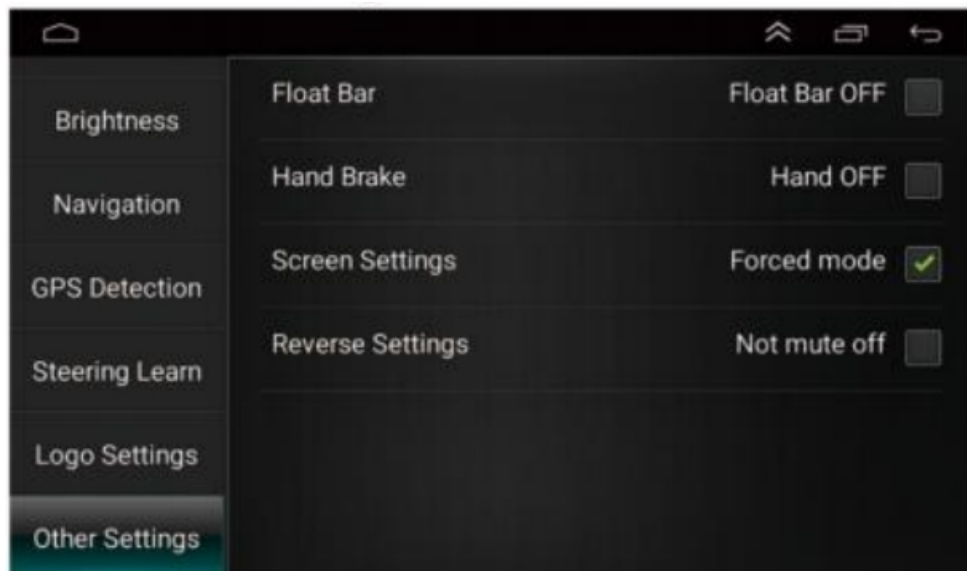 Brightness
Navigation
GPS Detection
Steering Learn
Logo Settings
Other Settings
Float Bar Float Bar OFF
Hand Brake Hand OFF
Screen Settings Forced mode
Reverse Settings Not mute off